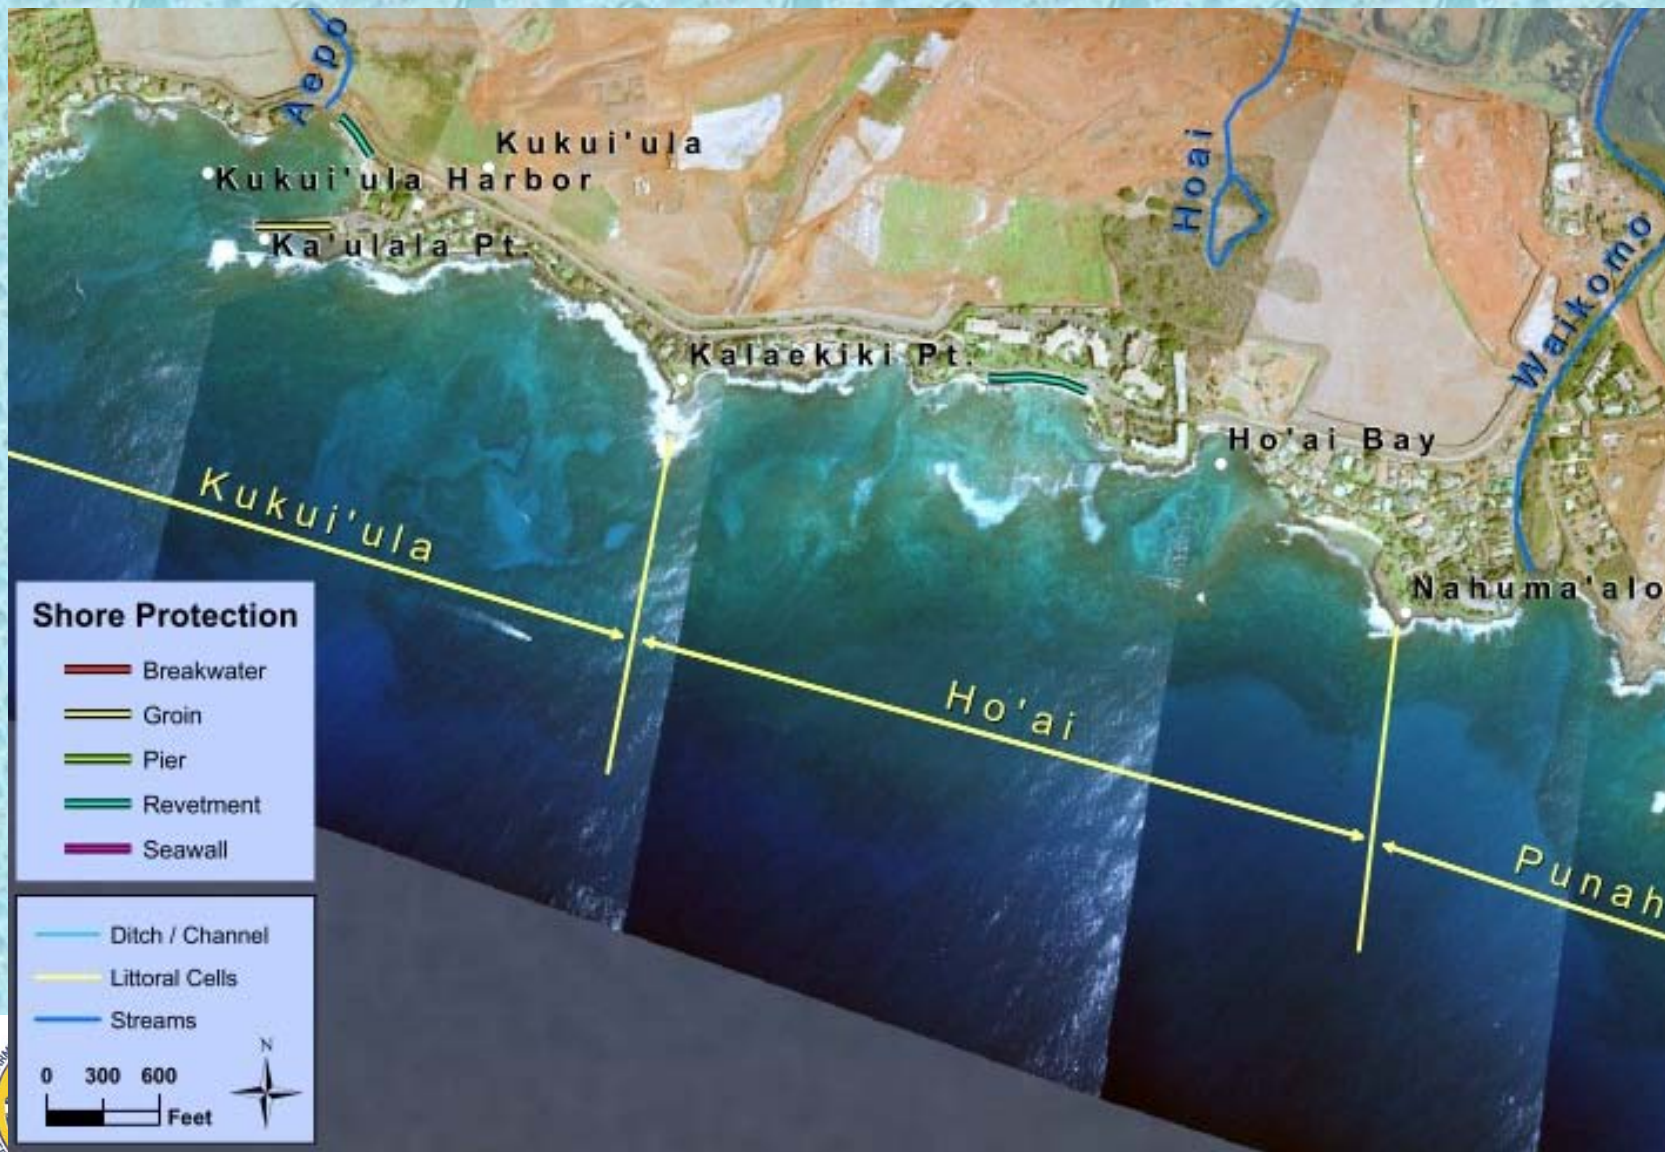 Aepo
Kukui'ula
Kukui'ula Harbor
Ka'ulala Pt.
Hoai
Waikomo
Kalaekiki Pt.
Ho'ai Bay
Nahuma'alo
Kukui'ula
Ho'ai
Punah
Shore Protection
Breakwater
Groin
Pier
Revetment
Seawall
Ditch / Channel
Littoral Cells
Streams
N
0 300 600
Feet